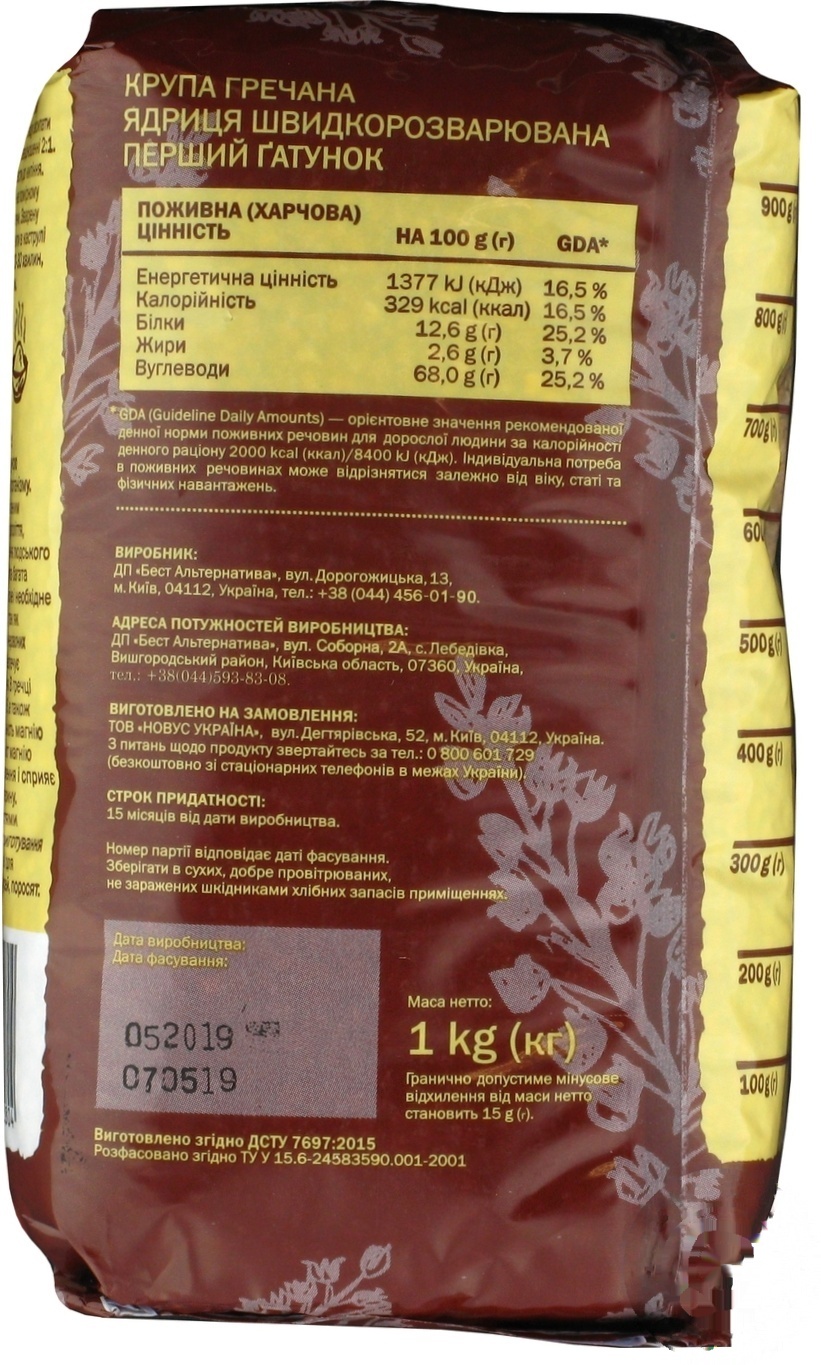 КРУПА ГРЕЧАНА
ЯДРИЦЯ ШВИДКОРОЗВАРЮВАНА
ПЕРШИЙ ҐАТУНОК
ПОЖИВНА (ХАРЧОВА)
ЦІННІСТЬ НА 100 g (г) GDA*
Енергетична цінність 1377 kJ (кДж) 16,5 %
Калорійність 329 kcal (ккал) 16,5 %
Білки 12,6 g (г) 25,2 %
Жири 2,6 g (г) 3,7 %
Вуглеводи 68,0 g (г) 25,2 %
*GDA (Guideline Daily Amounts) — орієнтовне значення рекомендованої
денної норми поживних речовин для дорослої людини за калорійності
денного раціону 2000 kcal (ккал)/8400 kJ (кДж). Індивідуальна потреба
в поживних речовинах може відрізнятися залежно від віку, статі та
фізичних навантажень.
ВИРОБНИК:
ДП «Бест Альтернатива», вул. Дорогожицька, 13,
м. Київ, 04112, Україна, тел.: +38 (044) 456-01-90.
АДРЕСА ПОТУЖНОСТЕЙ ВИРОБНИЦТВА:
ДП «Бест Альтернатива», вул. Соборна, 2А, с. Лебедівка,
Вишгородський район, Київська область, 07360, Україна,
тел.: +38(044)593-83-08.
ВИГОТОВЛЕНО НА ЗАМОВЛЕННЯ:
ТОВ «НОВУС УКРАЇНА», вул. Дегтярівська, 52, м. Київ, 04112, Україна.
З питань щодо продукту звертайтесь за тел.: 0 800 601 729
(безкоштовно зі стаціонарних телефонів в межах України).
СТРОК ПРИДАТНОСТІ:
15 місяців від дати виробництва.
Номер партії відповідає даті фасування.
Зберігати в сухих, добре провітрюваних,
не заражених шкідниками хлібних запасів приміщеннях.
Дата виробництва:
Дата фасування:
052019
070519
Маса нетто:
1 kg (кг)
Гранично допустиме мінусове
відхилення від маси нетто
становить 15 g (г).
Виготовлено згідно ДСТУ 7697:2015
Розфасовано згідно ТУ У 15.6-24583590.001-2001
900g
800g(г)
700g(г)
500g(г)
400g(г)
300g(г)
200g(г)
100g(г)
2:1.
необхідне
магнію
магнію
і сприяє